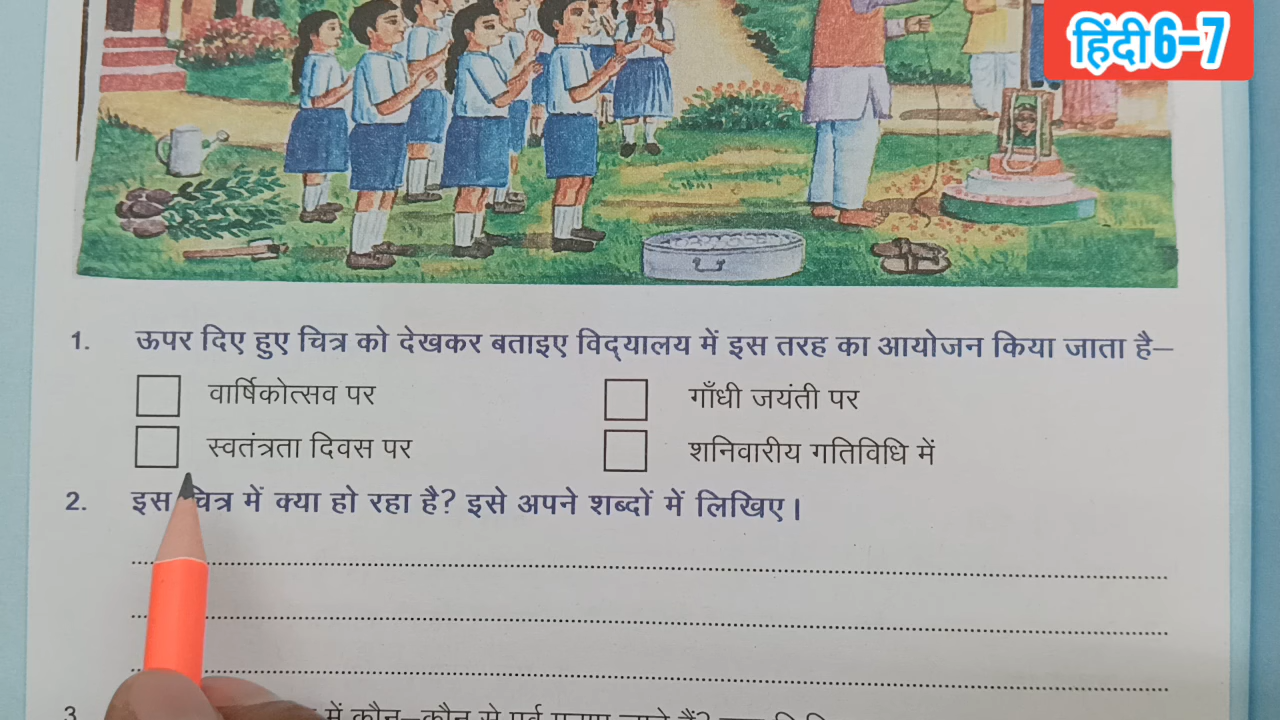 हिंदी6-7
1. ऊपर दिए हुए चित्र को देखकर बताइए विद्यालय में इस तरह का आयोजन किया जाता है–
वार्षिकोत्सव पर
गाँधी जयंती पर
स्वतंत्रता दिवस पर
शनिवारीय गतिविधि में
2. इस चित्र में क्या हो रहा है? इसे अपने शब्दों में लिखिए।
3 में कौन–कौन से